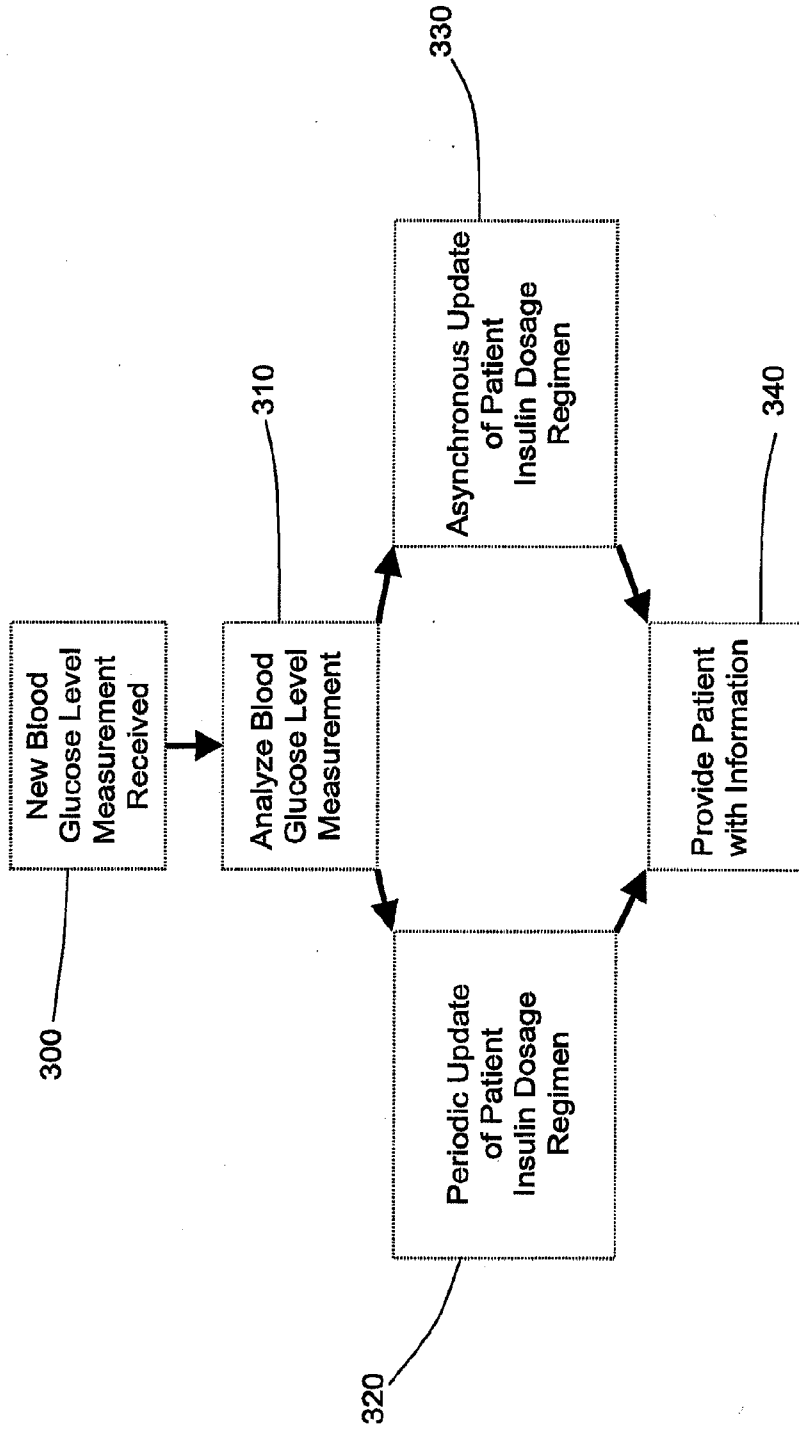 300
New Blood
Glucose Level
Measurement
Received
310
Analyze Blood
Glucose Level
Measurement
320
Periodic Update
of Patient
Insulin Dosage
Regimen
330
Asynchronous Update
of Patient
Insulin Dosage
Regimen
340
Provide Patient
with Information